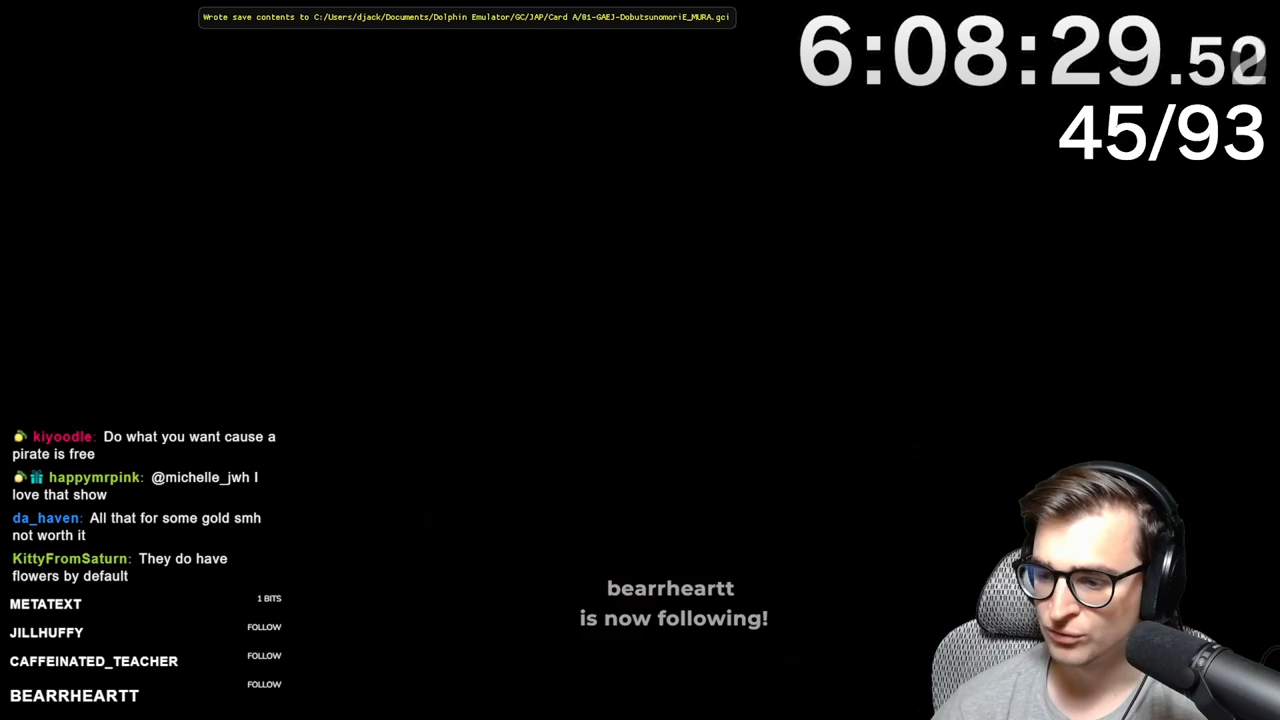 Wrote save contents to C:/Users/djack/Documents/Dolphin Emulator/GC/JAP/Card A/01-GAEJ-DobutsunomoriE_MURA.gci
6:08:29.52
45/93
kiyoodle: Do what you want cause a
pirate is free
happymrpink: @michelle_jwh I
love that show
da_haven: All that for some gold smh
not worth it
KittyFromSaturn: They do have
flowers by default
METATEXT 1 BITS
JILLHUFFY FOLLOW
CAFFEINATED_TEACHER FOLLOW
BEARRHEARTT FOLLOW
bearrheartt
is now following!